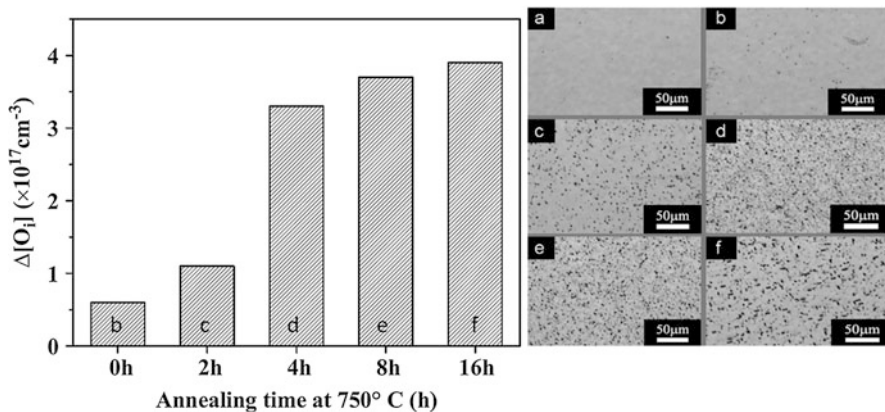 Δ[Oᵢ] (×10¹⁷cm⁻³)
4
3
2
1
0
b
c
d
e
f
0h
2h
4h
8h
16h
Annealing time at 750° C (h)
a
50μm
b
50μm
c
50μm
d
50μm
e
50μm
f
50μm